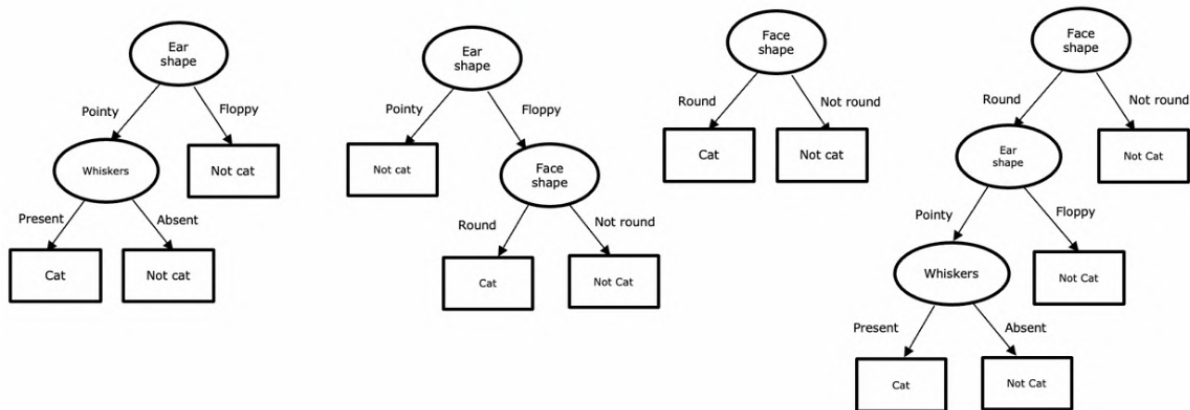 Ear
shape
Pointy
Floppy
Whiskers
Not cat
Present
Absent
Cat
Not cat
Ear
shape
Pointy
Floppy
Not cat
Face
shape
Round
Not round
Cat
Not Cat
Face
shape
Round
Not round
Cat
Not cat
Face
shape
Round
Not round
Ear
shape
Not Cat
Pointy
Floppy
Whiskers
Not Cat
Present
Absent
Cat
Not Cat